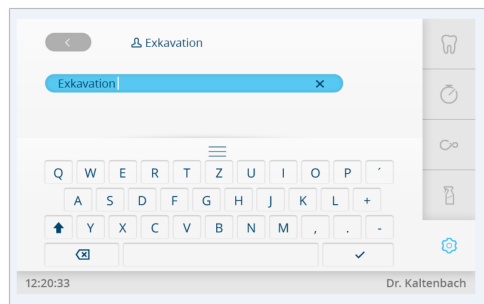 Exkavation
Exkavation
Q W E R T Z U I O P ´
A S D F G H J K L +
Y X C V B N M , . -
12:20:33 Dr. Kaltenbach